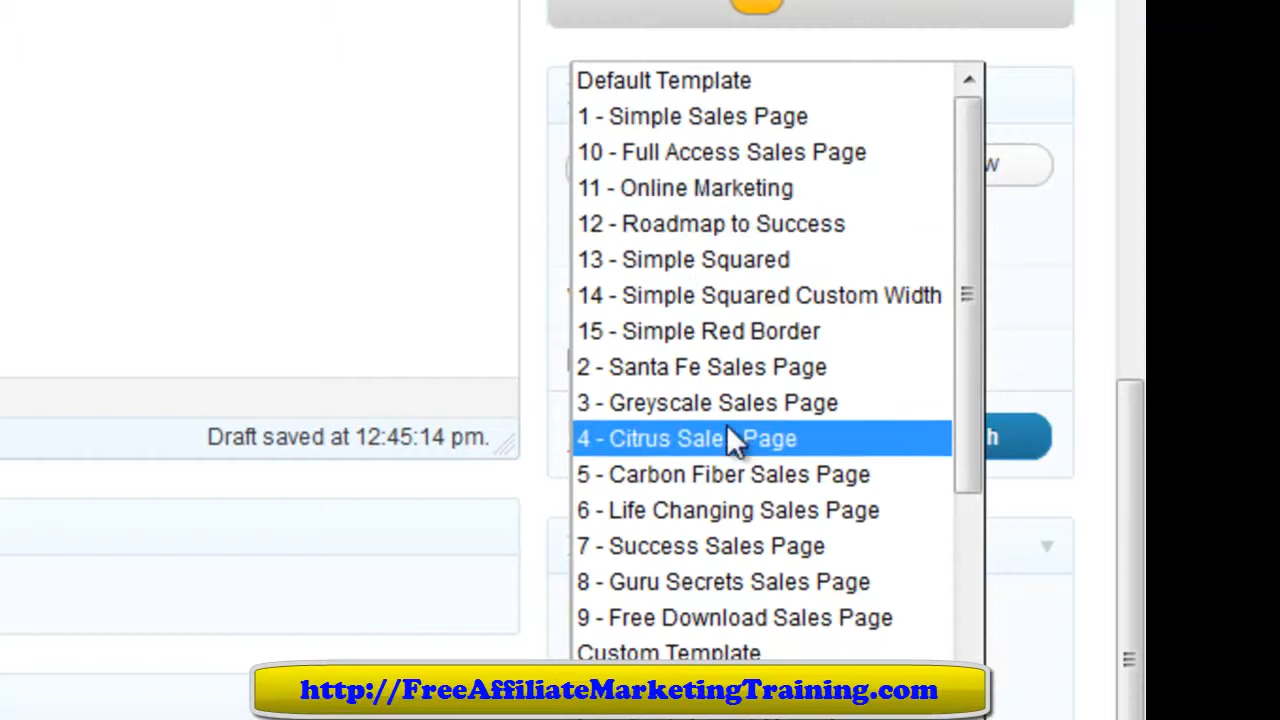 Default Template
1 - Simple Sales Page
10 - Full Access Sales Page
11 - Online Marketing
12 - Roadmap to Success
13 - Simple Squared
14 - Simple Squared Custom Width
15 - Simple Red Border
2 - Santa Fe Sales Page
3 - Greyscale Sales Page
4 - Citrus Sales Page
Draft saved at 12:45:14 pm.
5 - Carbon Fiber Sales Page
6 - Life Changing Sales Page
7 - Success Sales Page
8 - Guru Secrets Sales Page
9 - Free Download Sales Page
Custom Template
http://FreeAffiliateMarketingTraining.com